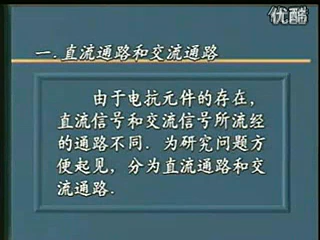 优酷
一.直流通路和交流通路
由于电抗元件的存在，
直流信号和交流信号所流经
的通路不同.为研究问题方
便起见，分为直流通路和交
流通路.